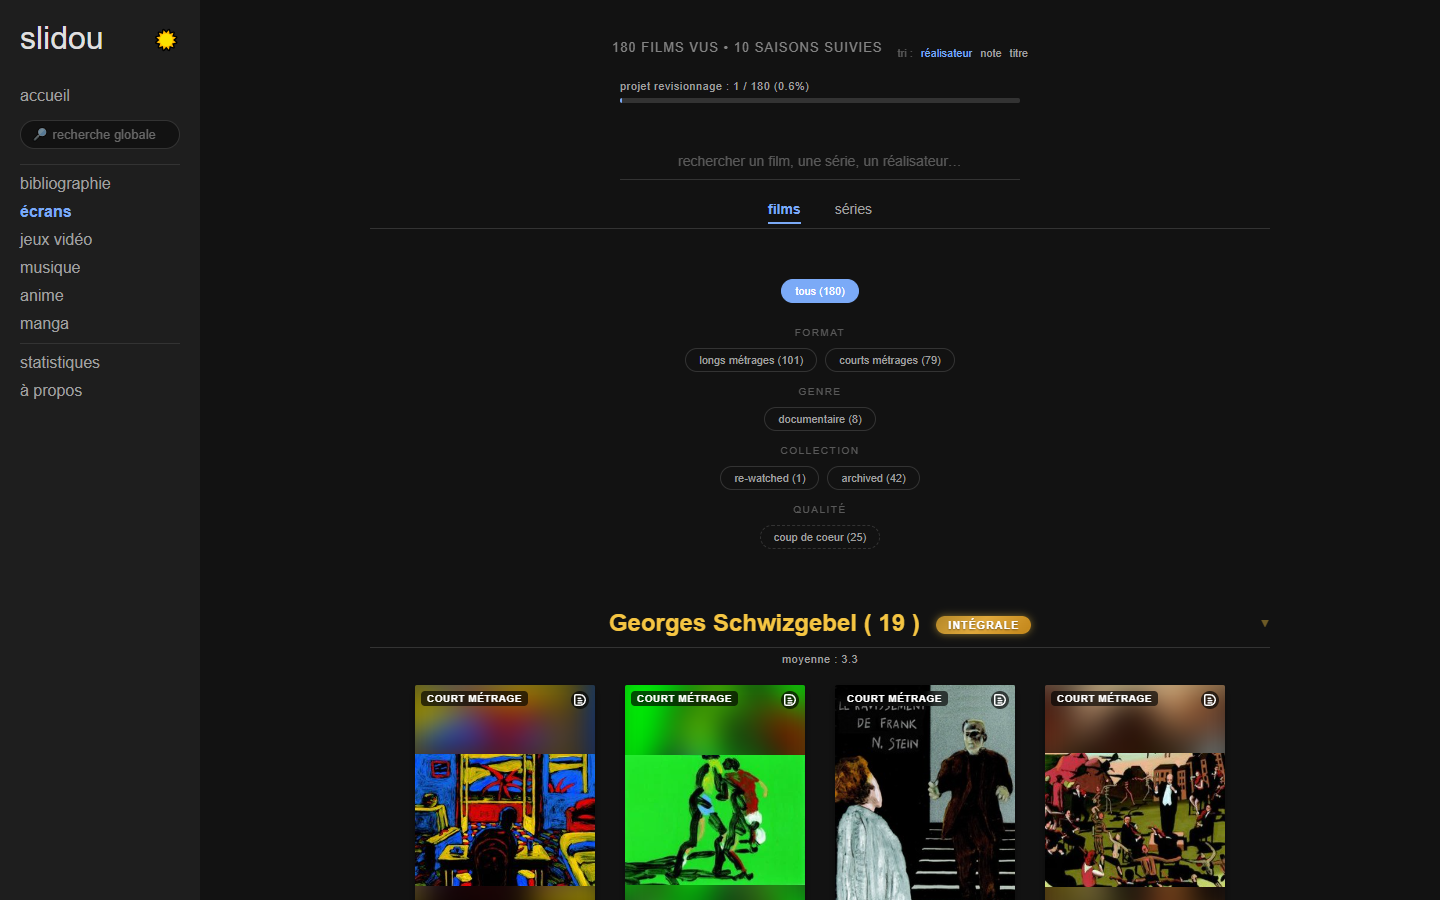 slidou
accueil
recherche globale
bibliographie
écrans
jeux vidéo
musique
anime
manga
statistiques
à propos
180 FILMS VUS • 10 SAISONS SUIVIES
tri : réalisateur note titre
projet revisionnage : 1 / 180 (0.6%)
rechercher un film, une série, un réalisateur...
films séries
tous (180)
FORMAT
longs métrages (101) courts métrages (79)
GENRE
documentaire (8)
COLLECTION
re-watched (1) archived (42)
QUALITÉ
coup de coeur (25)
Georges Schwizgebel ( 19 ) INTÉGRALE
moyenne : 3.3
COURT MÉTRAGE
COURT MÉTRAGE
COURT MÉTRAGE
LE RAVISSEMENT
DE FRANK
N. STEIN
COURT MÉTRAGE